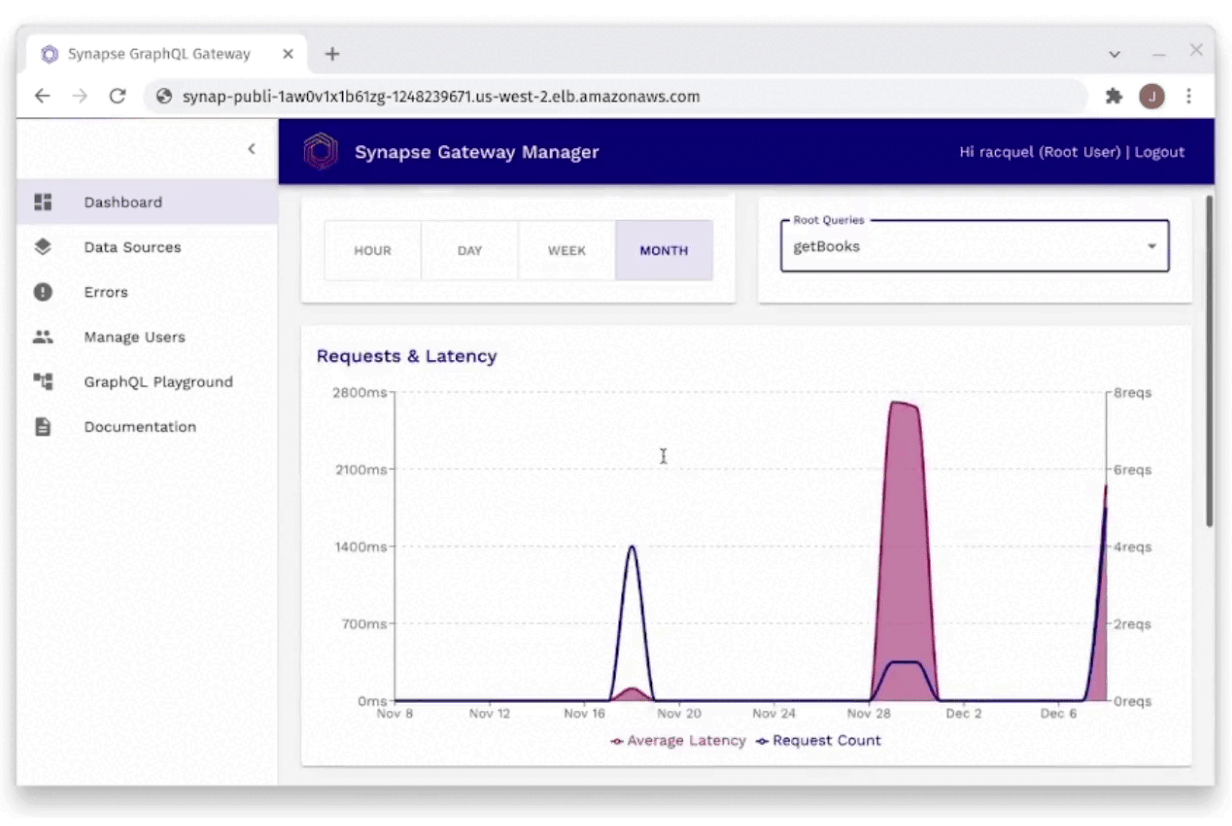 Synapse GraphQL Gateway
synap-publi-1aw0v1x1b61zg-1248239671.us-west-2.elb.amazonaws.com
J
Synapse Gateway Manager
Hi racquel (Root User) | Logout
Dashboard
Data Sources
Errors
Manage Users
GraphQL Playground
Documentation
HOUR DAY WEEK MONTH
Root Queries
getBooks
Requests & Latency
2800ms 8reqs
2100ms 6reqs
1400ms 4reqs
700ms 2reqs
0ms 0reqs
Nov 8 Nov 12 Nov 16 Nov 20 Nov 24 Nov 28 Dec 2 Dec 6
Average Latency Request Count